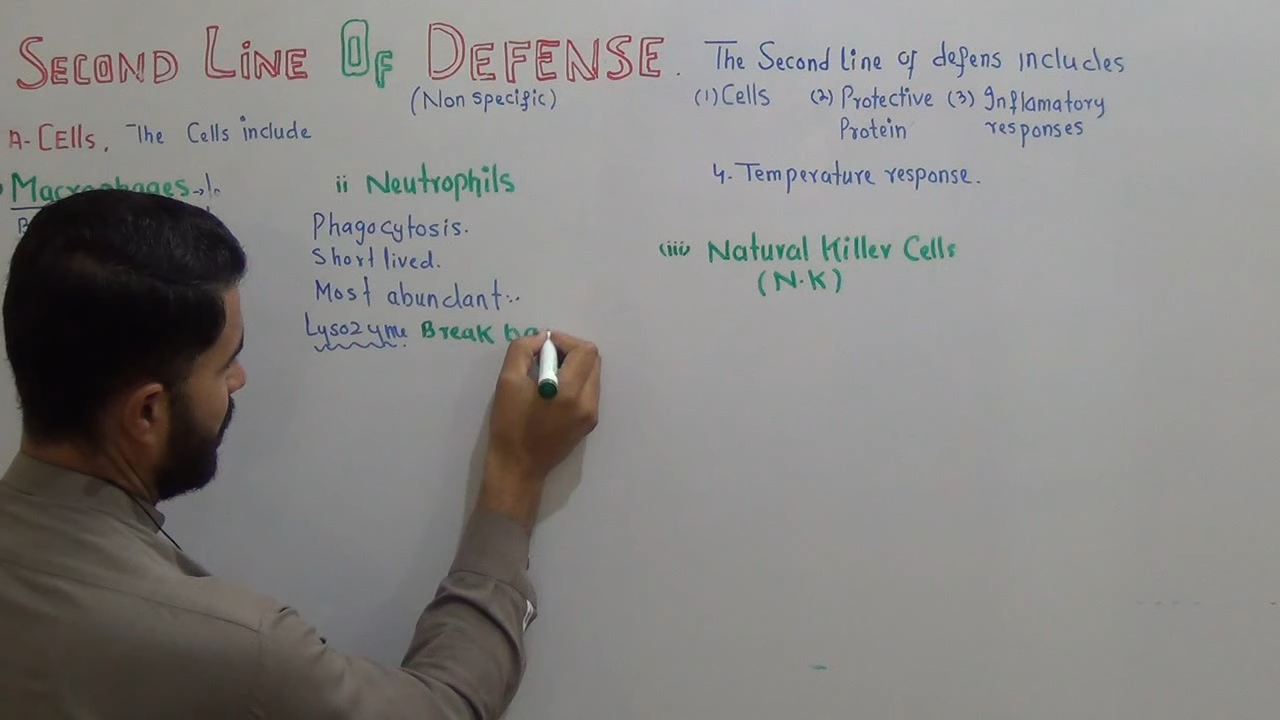 SECOND LINE OF DEFENSE.
(Non specific)
The Second line of defens includes
(1) Cells (2) Protective (3) Inflamatory
Protein responses
4. Temperature response.
A- CELLS, The Cells include
Macrophages →
ii Neutrophils
Phagocytosis.
Short lived.
Most abundant
Lysozyme Break
(iii) Natural Killer Cells
(N.K)